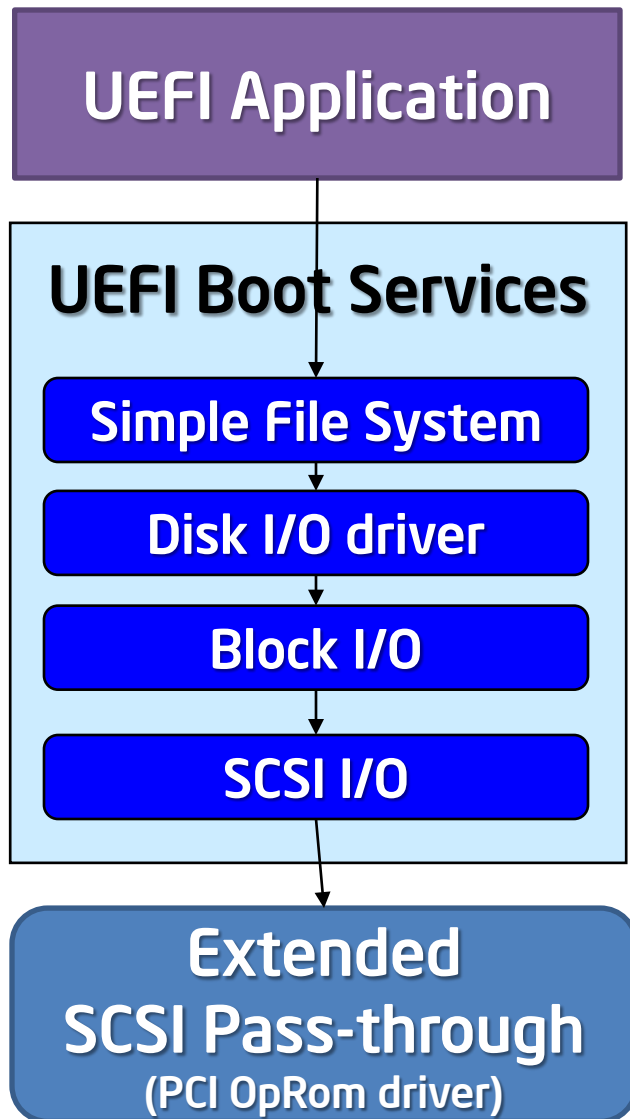 UEFI Application
UEFI Boot Services
Simple File System
Disk I/O driver
Block I/O
SCSI I/O
Extended
SCSI Pass-through
(PCI OpRom driver)